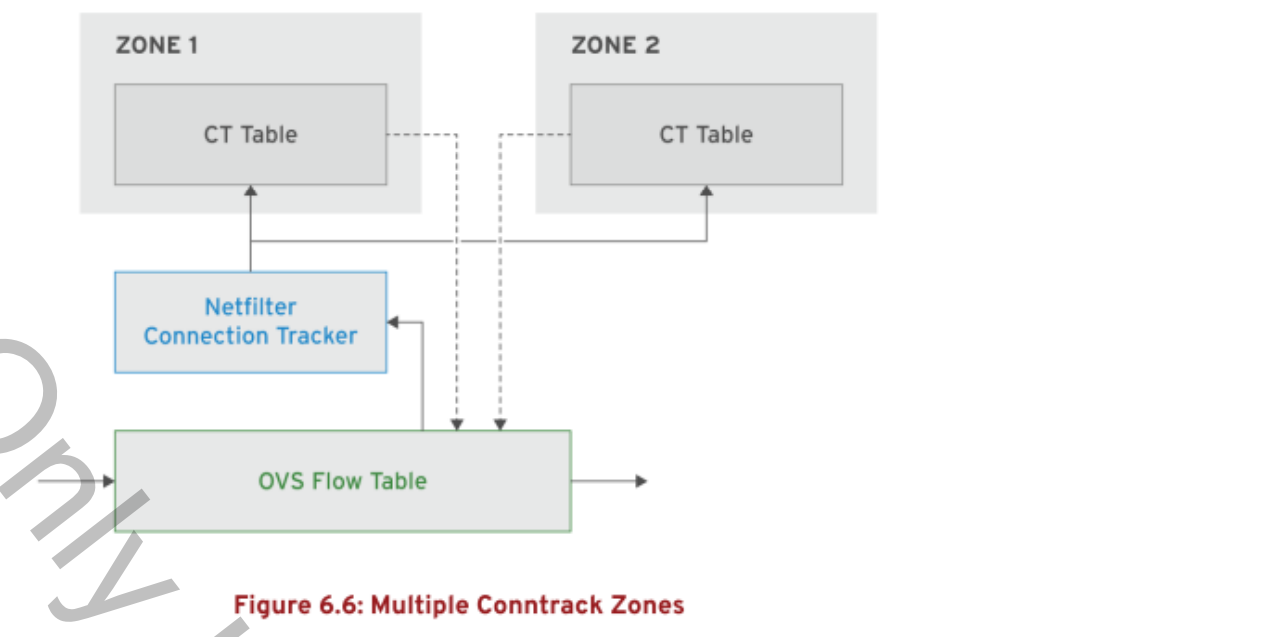 ZONE 1
ZONE 2
CT Table
CT Table
Netfilter
Connection Tracker
OVS Flow Table
Only
Figure 6.6: Multiple Conntrack Zones